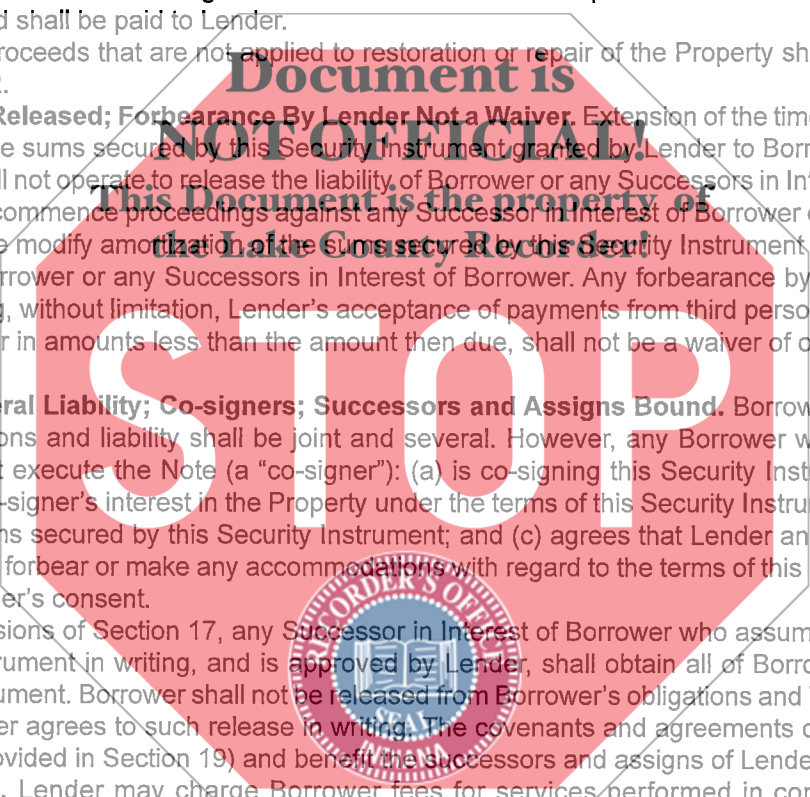 d shall be paid to Lender.
roceeds that are not applied to restoration or repair of the Property sh
Document is
Released; Forbearance By Lender Not a Waiver. Extension of the tim
NOT OFFICIAL!
e sums secured by this Security Instrument granted by Lender to Borr
ll not operate to release the liability of Borrower or any Successors in Int
This Document is the property of
commence proceedings against any Successor in Interest of Borrower
e modify amortization of the sums secured by this Security Instrument
the Lake County Recorder!
rrower or any Successors in Interest of Borrower. Any forbearance by
g, without limitation, Lender’s acceptance of payments from third perso
r in amounts less than the amount then due, shall not be a waiver of o
STOP
eral Liability; Co-signers; Successors and Assigns Bound. Borrow
ons and liability shall be joint and several. However, any Borrower w
t execute the Note (a “co-signer”): (a) is co-signing this Security Inst
-signer’s interest in the Property under the terms of this Security Instru
ns secured by this Security Instrument; and (c) agrees that Lender an
forbear or make any accommodations with regard to the terms of this
er’s consent.
RECORDER'S OFFICE
sions of Section 17, any Successor in Interest of Borrower who assum
rument in writing, and is approved by Lender, shall obtain all of Borro
ument. Borrower shall not be released from Borrower’s obligations and
SEAL
er agrees to such release in writing. The covenants and agreements o
INDIANA
ovided in Section 19) and benefit the successors and assigns of Lende
. Lender may charge Borrower fees for services performed in con